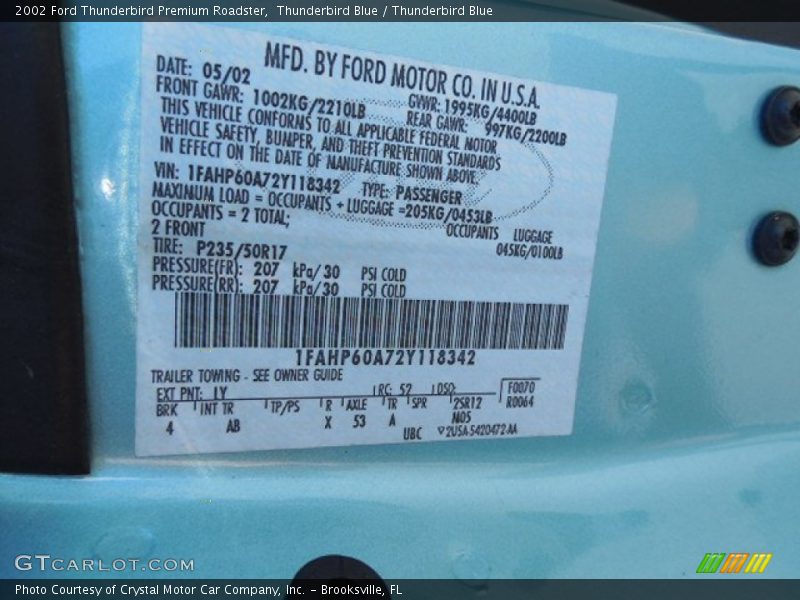 2002 Ford Thunderbird Premium Roadster,  Thunderbird Blue / Thunderbird Blue
MFD. BY FORD MOTOR CO. IN U.S.A.
DATE: 05/02
GVWR: 1995KG/4400LB
FRONT GAWR: 1002KG/2210LB
REAR GAWR: 997KG/2200LB
THIS VEHICLE CONFORMS TO ALL APPLICABLE FEDERAL MOTOR
VEHICLE SAFETY, BUMPER, AND THEFT PREVENTION STANDARDS
IN EFFECT ON THE DATE OF MANUFACTURE SHOWN ABOVE.
VIN: 1FAHP60A72Y118342 TYPE: PASSENGER
MAXIMUM LOAD = OCCUPANTS + LUGGAGE =205KG/0453LB
OCCUPANTS = 2 TOTAL; OCCUPANTS LUGGAGE
2 FRONT 045KG/0100LB
TIRE: P235/50R17
PRESSURE(FR): 207 kPa/30 PSI COLD
PRESSURE(RR): 207 kPa/30 PSI COLD
1FAHP60A72Y118342
TRAILER TOWING - SEE OWNER GUIDE
EXT PNT: LY RC: 52 DSO: F0070
BRK INT TR TP/PS R AXLE TR SPR 2SR12 R0064
4 AB X 53 A N05
UBC 2U5A-5420472-AA
GTCARLOT.COM
Photo Courtesy of Crystal Motor Car Company, Inc. – Brooksville, FL